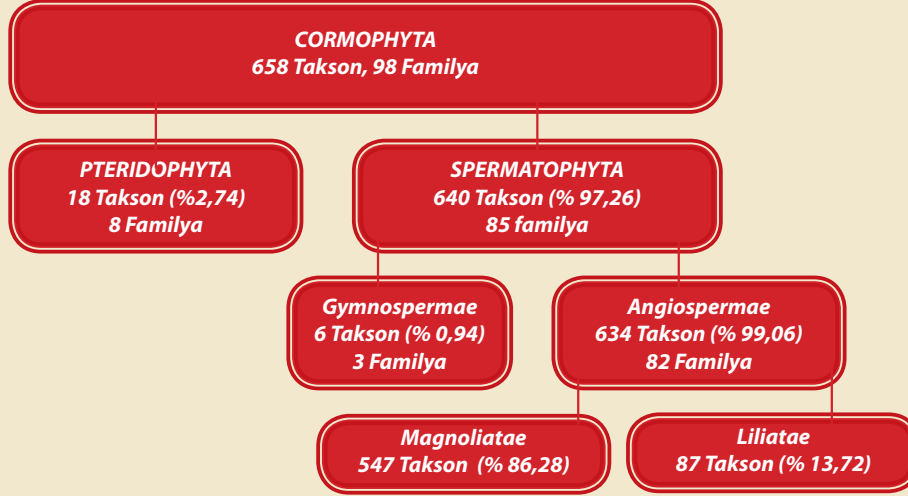 CORMOPHYTA
658 Takson, 98 Familya
PTERIDOPHYTA
18 Takson (%2,74)
8 Familya
SPERMATOPHYTA
640 Takson (% 97,26)
85 familya
Gymnospermae
6 Takson (% 0,94)
3 Familya
Angiospermae
634 Takson (% 99,06)
82 Familya
Magnoliatae
547 Takson (% 86,28)
Liliatae
87 Takson (% 13,72)